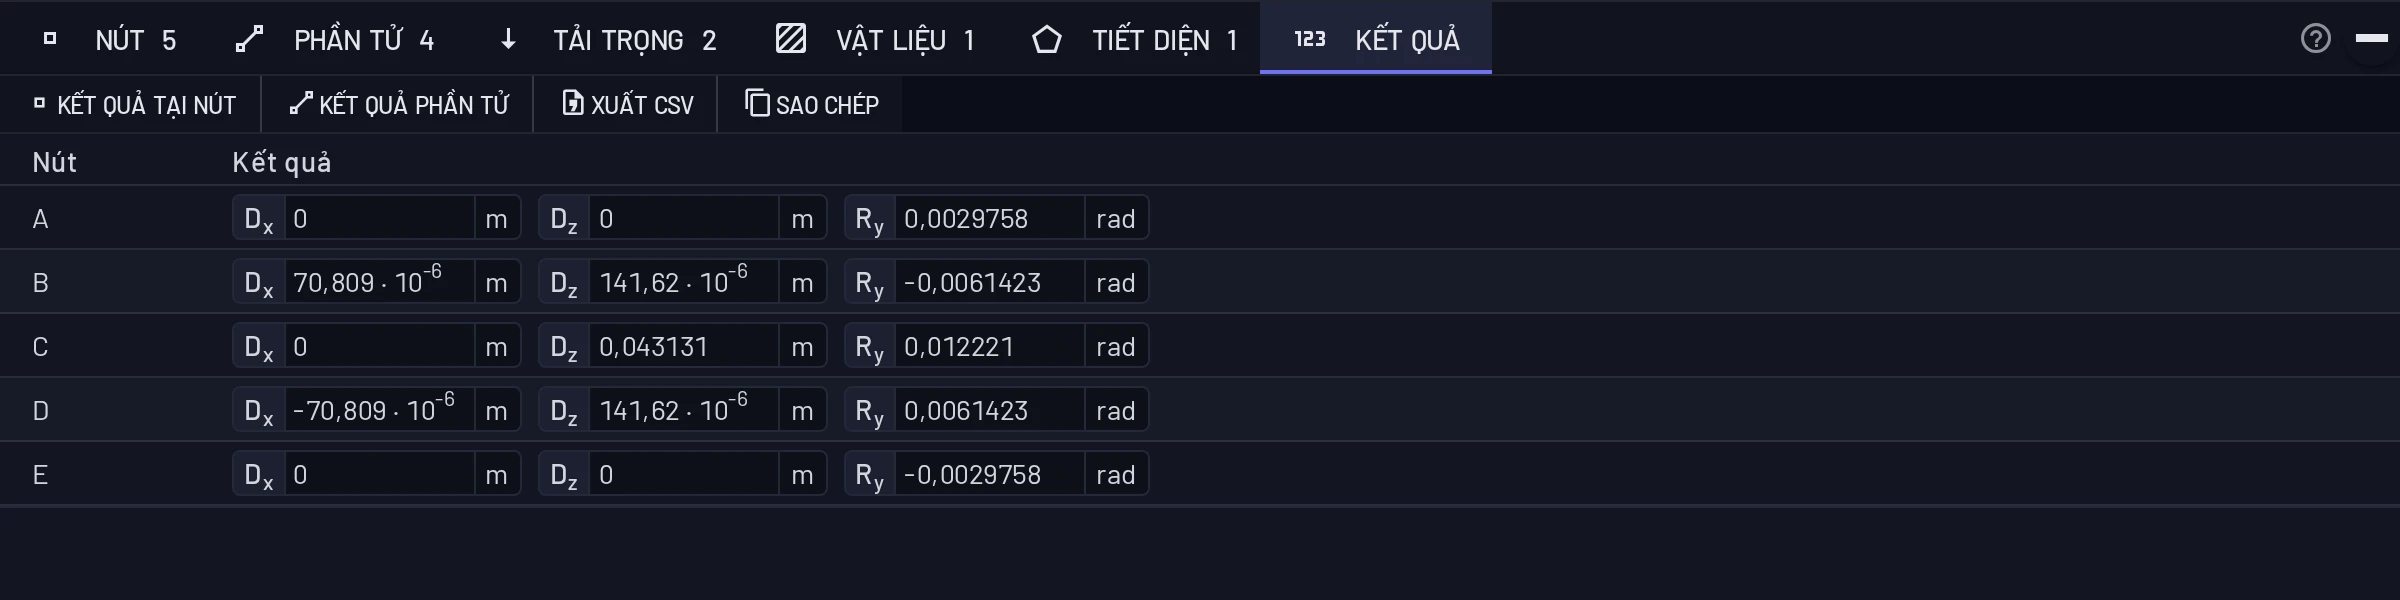 NÚT 5 PHẦN TỬ 4 TẢI TRỌNG 2 VẬT LIỆU 1 TIẾT DIỆN 1 123 KẾT QUẢ ?
KẾT QUẢ TẠI NÚT KẾT QUẢ PHẦN TỬ XUẤT CSV SAO CHÉP
Nút Kết quả
A Dx 0 m Dz 0 m Ry 0,0029758 rad
B Dx 70,809 · 10^-6 m Dz 141,62 · 10^-6 m Ry -0,0061423 rad
C Dx 0 m Dz 0,043131 m Ry 0,012221 rad
D Dx -70,809 · 10^-6 m Dz 141,62 · 10^-6 m Ry 0,0061423 rad
E Dx 0 m Dz 0 m Ry -0,0029758 rad